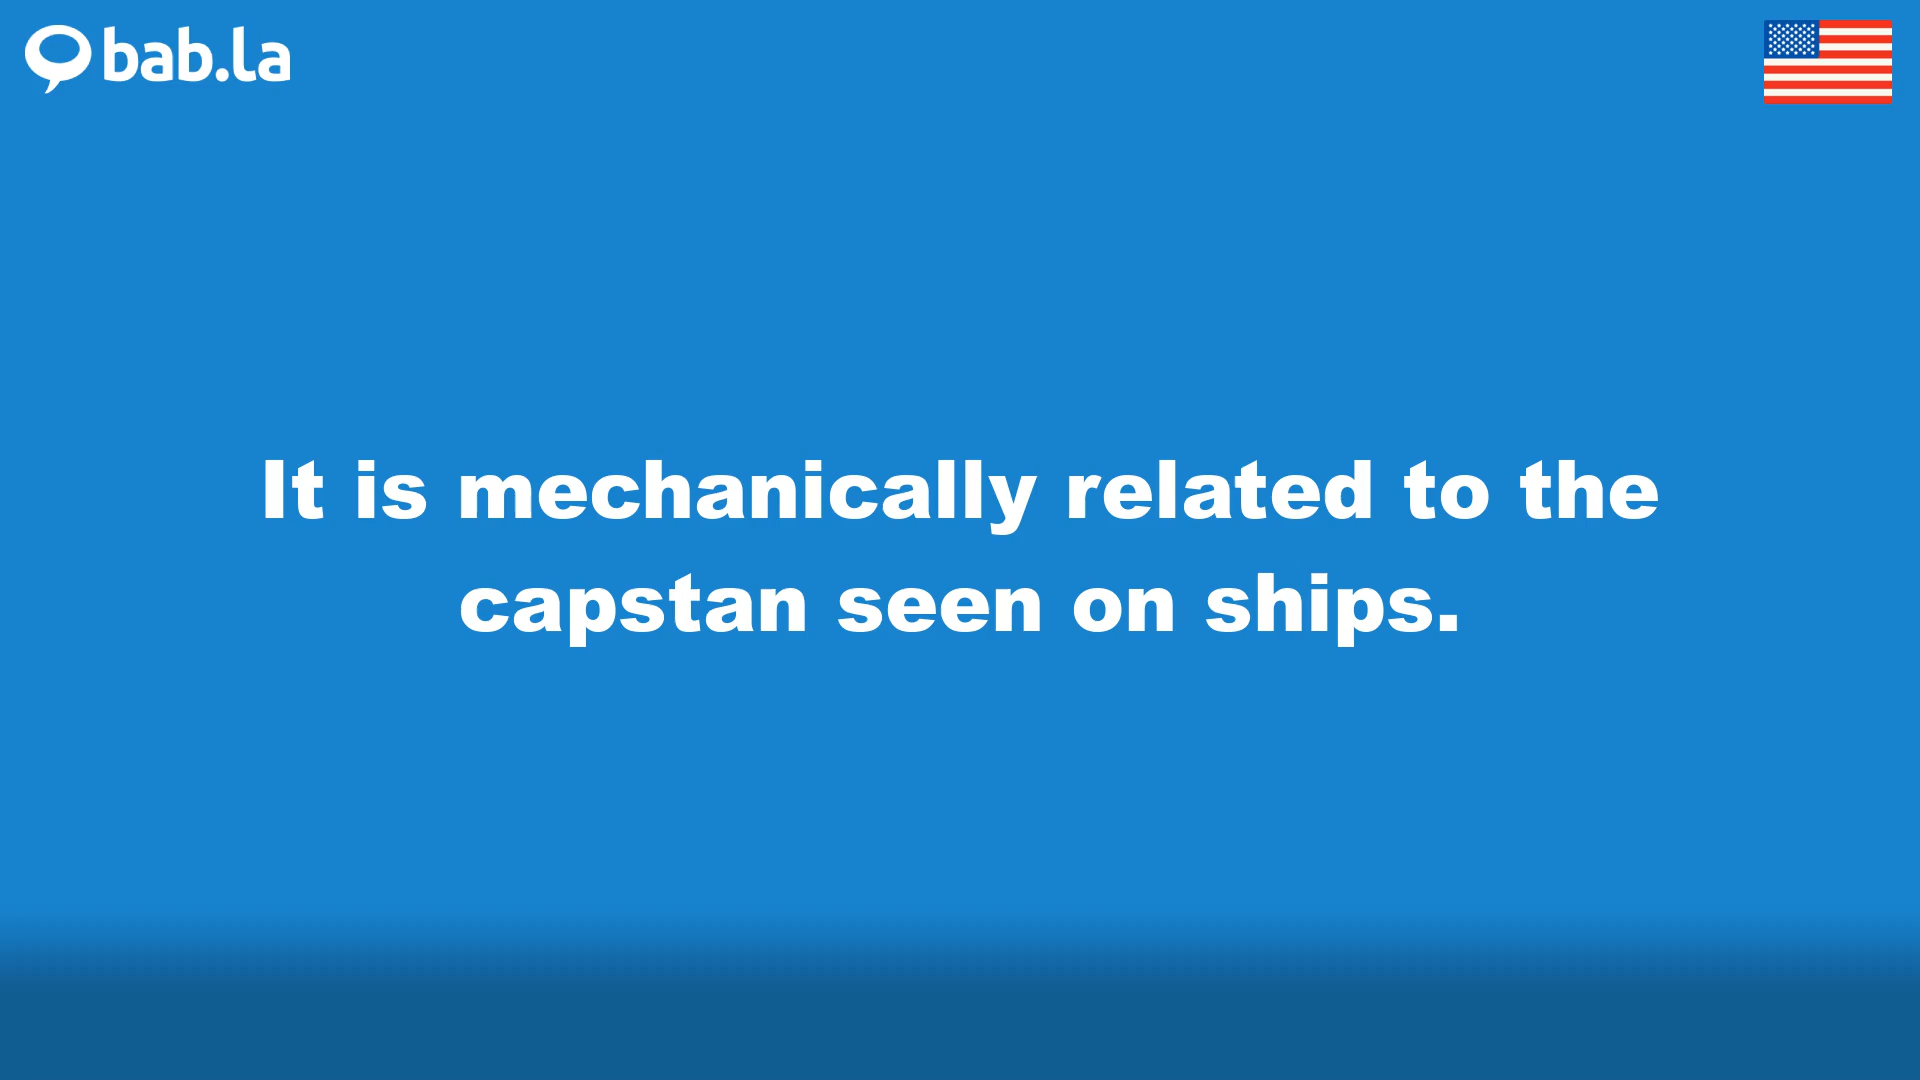 bab.la
It is mechanically related to the
capstan seen on ships.